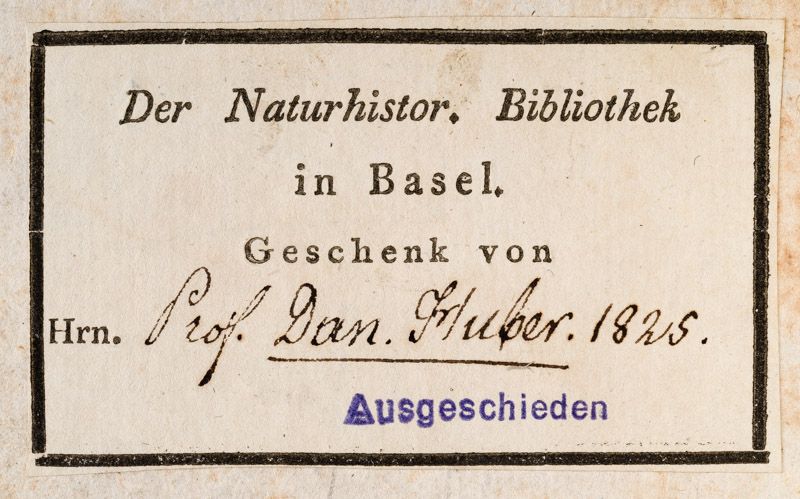 Der Naturhistor. Bibliothek
in Basel.
Geschenk von
Hrn. Prof. Dan. Huber. 1825.
Ausgeschieden